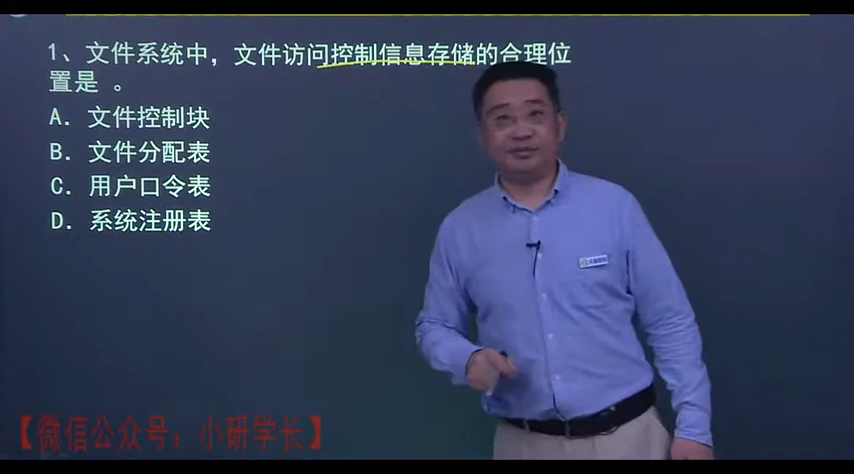 1、文件系统中，文件访问控制信息存储的合理位
置是 。
A. 文件控制块
B. 文件分配表
C. 用户口令表
D. 系统注册表
【微信公众号：小研学长】